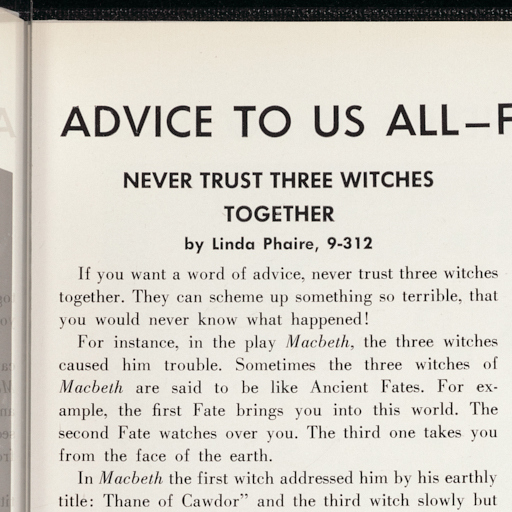 ADVICE TO US ALL—F
NEVER TRUST THREE WITCHES
TOGETHER
by Linda Phaire, 9-312
If you want a word of advice, never trust three witches
together. They can scheme up something so terrible, that
you would never know what happened!
For instance, in the play Macbeth, the three witches
caused him trouble. Sometimes the three witches of
Macbeth are said to be like Ancient Fates. For ex-
ample, the first Fate brings you into this world. The
second Fate watches over you. The third one takes you
from the face of the earth.
In Macbeth the first witch addressed him by his earthly
title: Thane of Cawdor” and the third witch slowly but